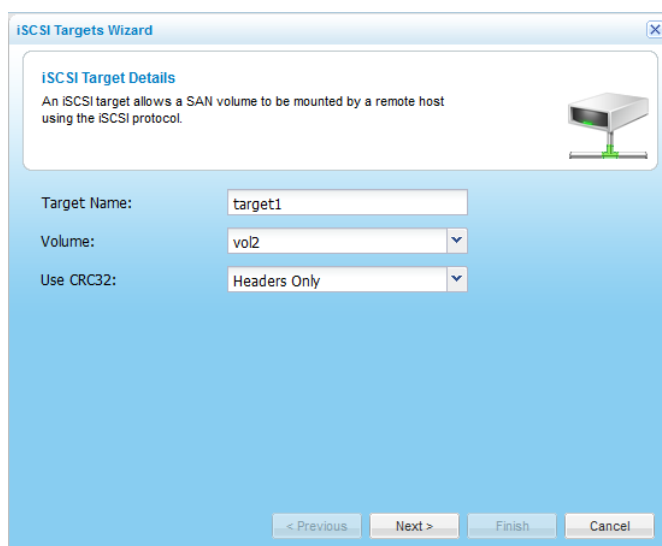 iSCSI Targets Wizard
iSCSI Target Details
An iSCSI target allows a SAN volume to be mounted by a remote host
using the iSCSI protocol.
Target Name: target1
Volume: vol2
Use CRC32: Headers Only
< Previous Next > Finish Cancel